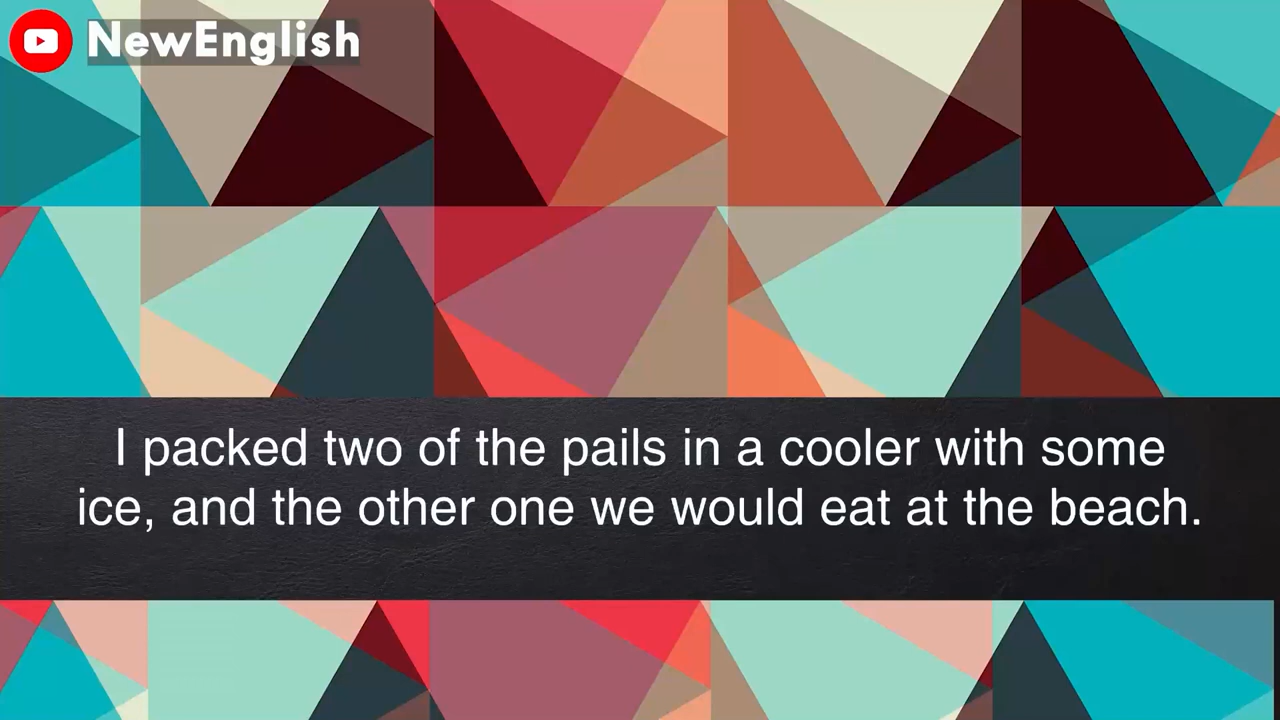 NewEnglish
I packed two of the pails in a cooler with some
ice, and the other one we would eat at the beach.